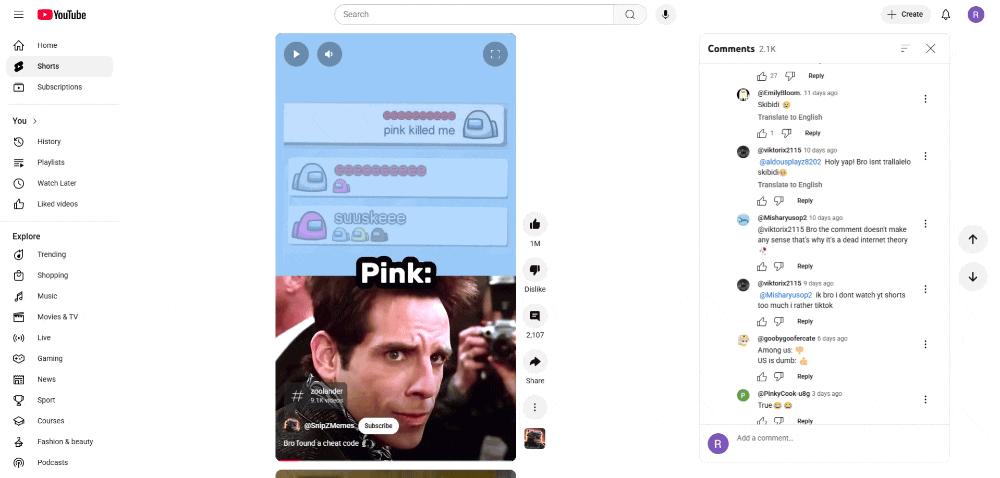 YouTube
Search
Create
R
Home
Shorts
Subscriptions
You
History
Playlists
Watch Later
Liked videos
Explore
Trending
Shopping
Music
Movies & TV
Live
Gaming
News
Sport
Courses
Fashion & beauty
Podcasts
pink killed me
suuskeee
Pink:
zoolander
9.1K videos
@SnipZMemes
Subscribe
Bro found a cheat code
1M
Dislike
2,107
Share
Comments 2.1K
27 Reply
@EmilyBloom. 11 days ago
Skibidi 😢
Translate to English
1 Reply
@viktorix2115 10 days ago
@aldousplayz8202 Holy yap! Bro isnt trallalelo
skibidi
Translate to English
Reply
@Misharyusop2 10 days ago
@viktorix2115 Bro the comment doesn't make
any sense that's why it's a dead internet theory
Reply
@viktorix2115 9 days ago
@Misharyusop2 ik bro i dont watch yt shorts
too much i rather tiktok
Reply
@goobygoofercate 6 days ago
Among us: 👎
US is dumb: 👍
Reply
P
@PinkyCook-u8g 3 days ago
True😂😂
Reply
R
Add a comment...